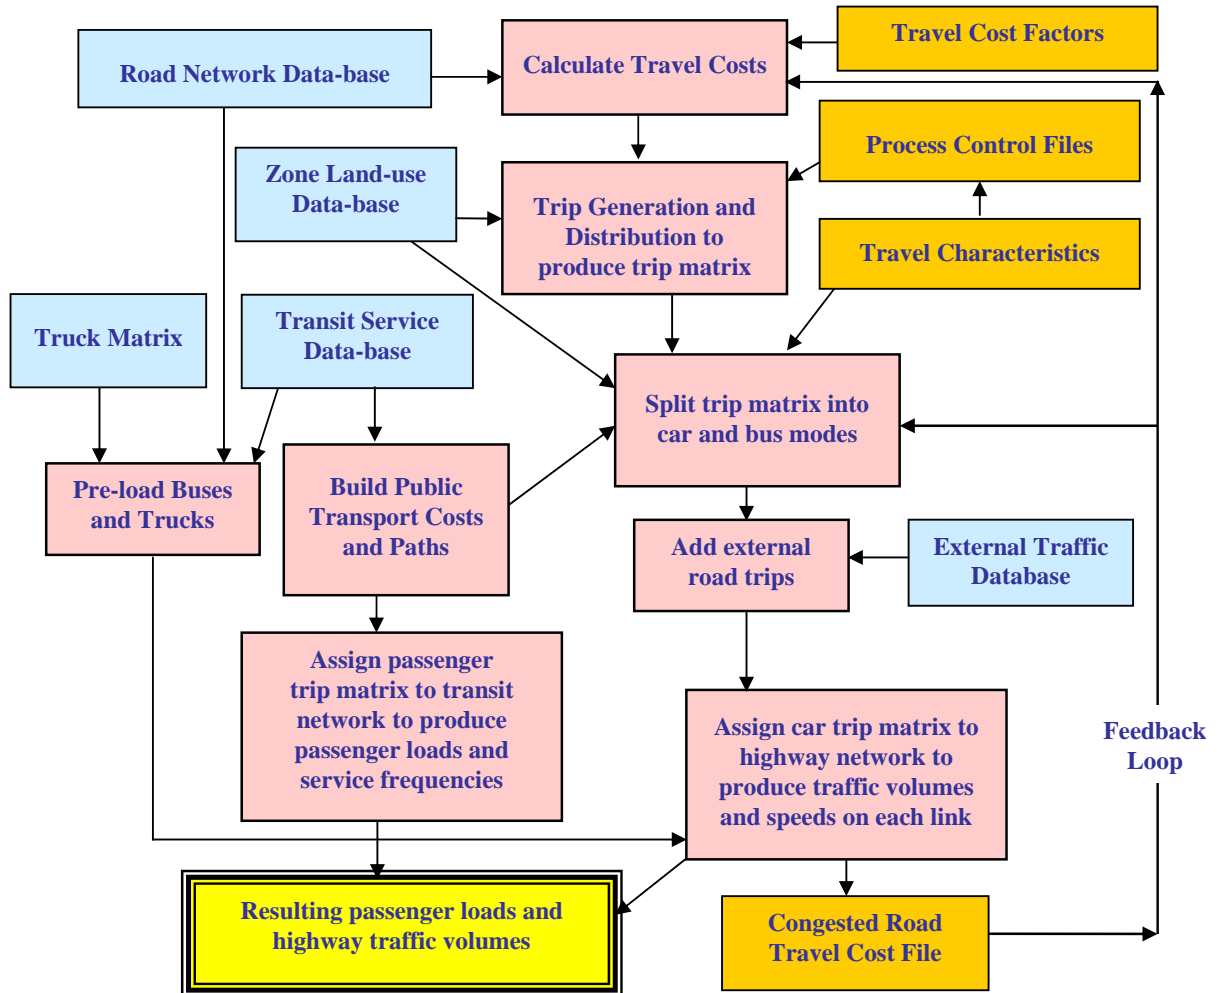 Travel Cost Factors
Road Network Data-base
Calculate Travel Costs
Process Control Files
Zone Land-use
Data-base
Trip Generation and
Distribution to
produce trip matrix
Travel Characteristics
Truck Matrix
Transit Service
Data-base
Split trip matrix into
car and bus modes
Pre-load Buses
and Trucks
Build Public
Transport Costs
and Paths
Add external
road trips
External Traffic
Database
Assign passenger
trip matrix to transit
network to produce
passenger loads and
service frequencies
Assign car trip matrix to
highway network to
produce traffic volumes
and speeds on each link
Feedback
Loop
Resulting passenger loads and
highway traffic volumes
Congested Road
Travel Cost File